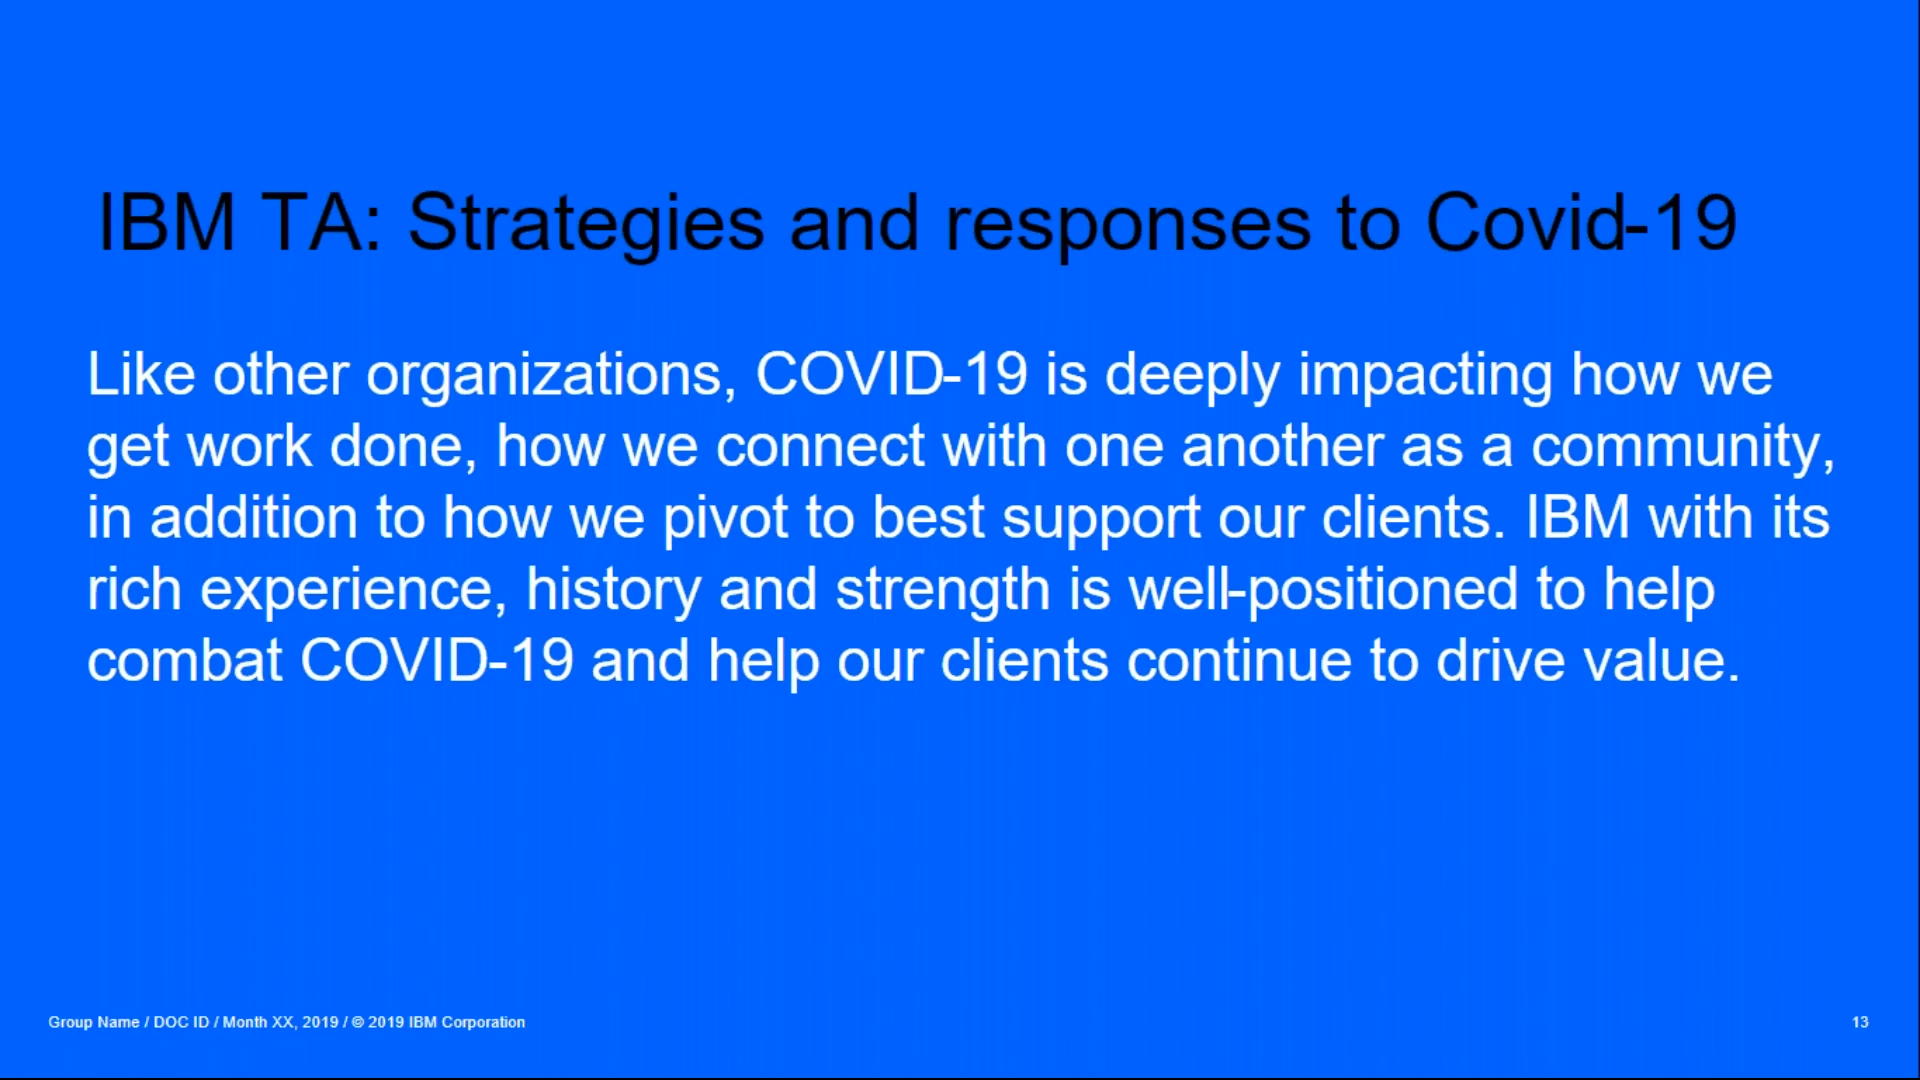 IBM TA: Strategies and responses to Covid-19
Like other organizations, COVID-19 is deeply impacting how we
get work done, how we connect with one another as a community,
in addition to how we pivot to best support our clients. IBM with its
rich experience, history and strength is well-positioned to help
combat COVID-19 and help our clients continue to drive value.
Group Name / DOC ID / Month XX, 2019 / © 2019 IBM Corporation
13